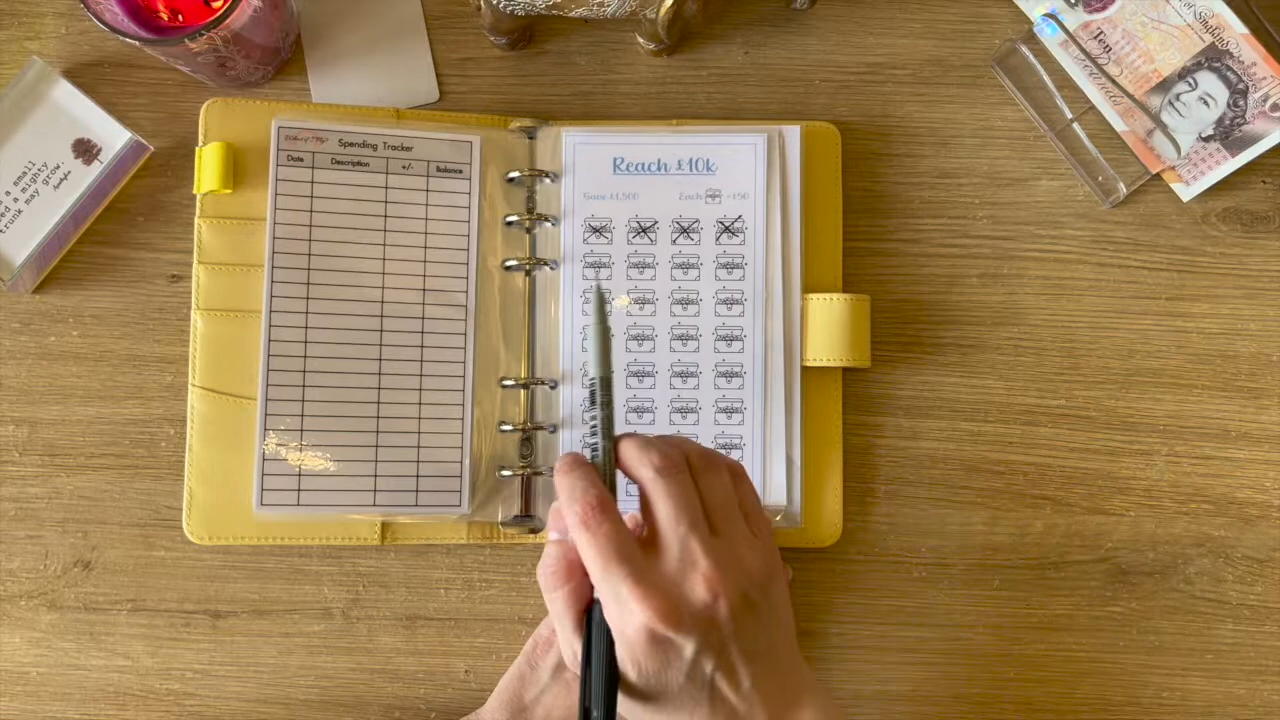 a small
a mighty
trunk may grow.
Spending Tracker
Date Description +/- Balance
Reach £10k
Save £1,500 Each =£50
Ten